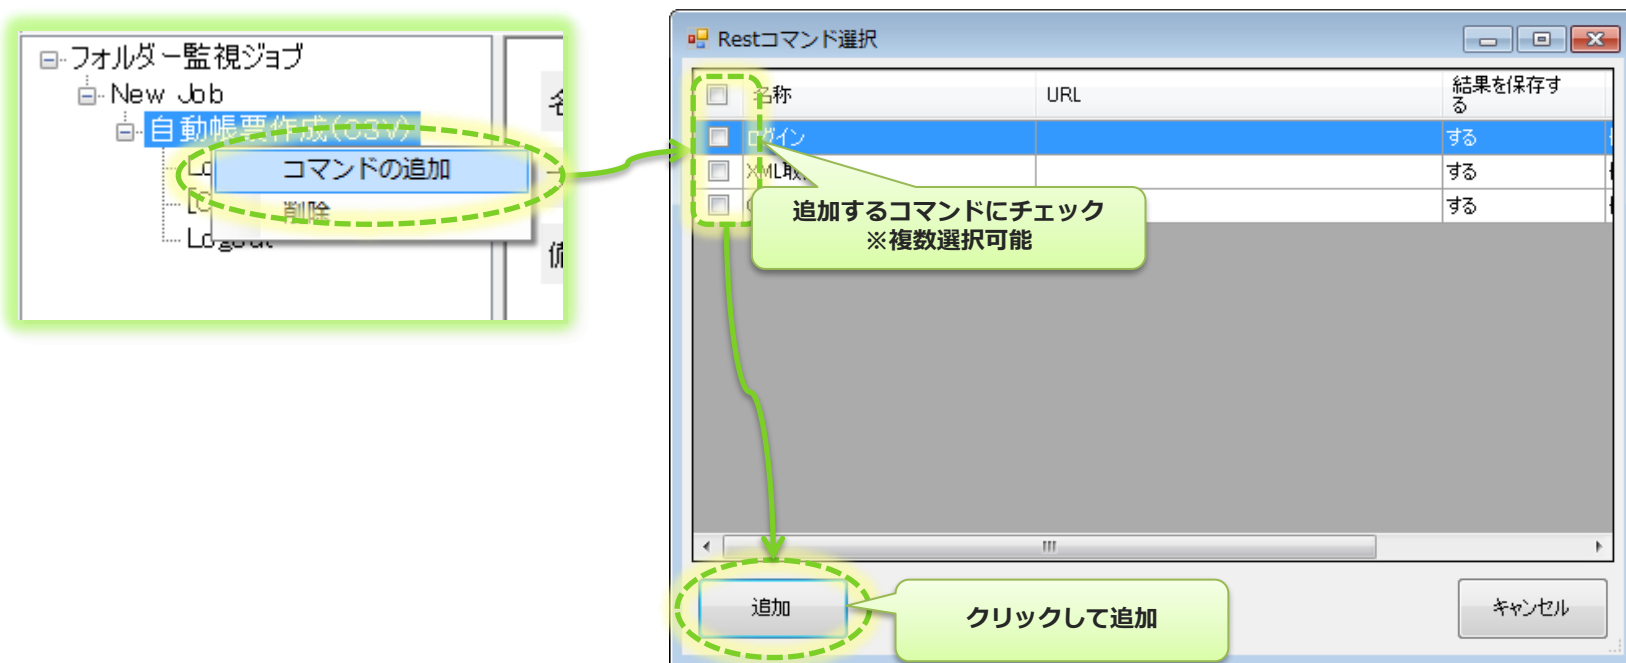 フォルダー監視ジョブ
New Job
自動帳票作成(CSV)
コマンドの追加
削除
Logout
Restコマンド選択
名称
URL
結果を保存す
る
ログイン
する
する
する
追加するコマンドにチェック
※複数選択可能
追加
クリックして追加
キャンセル